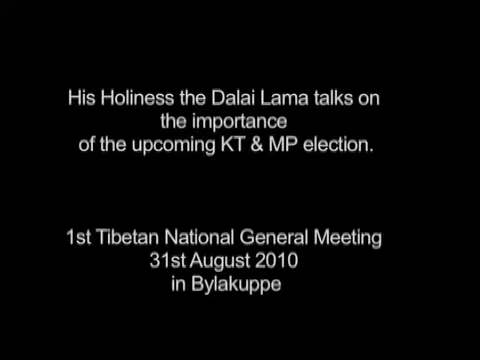 His Holiness the Dalai Lama talks on
the importance
of the upcoming KT & MP election.
1st Tibetan National General Meeting
31st August 2010
in Bylakuppe